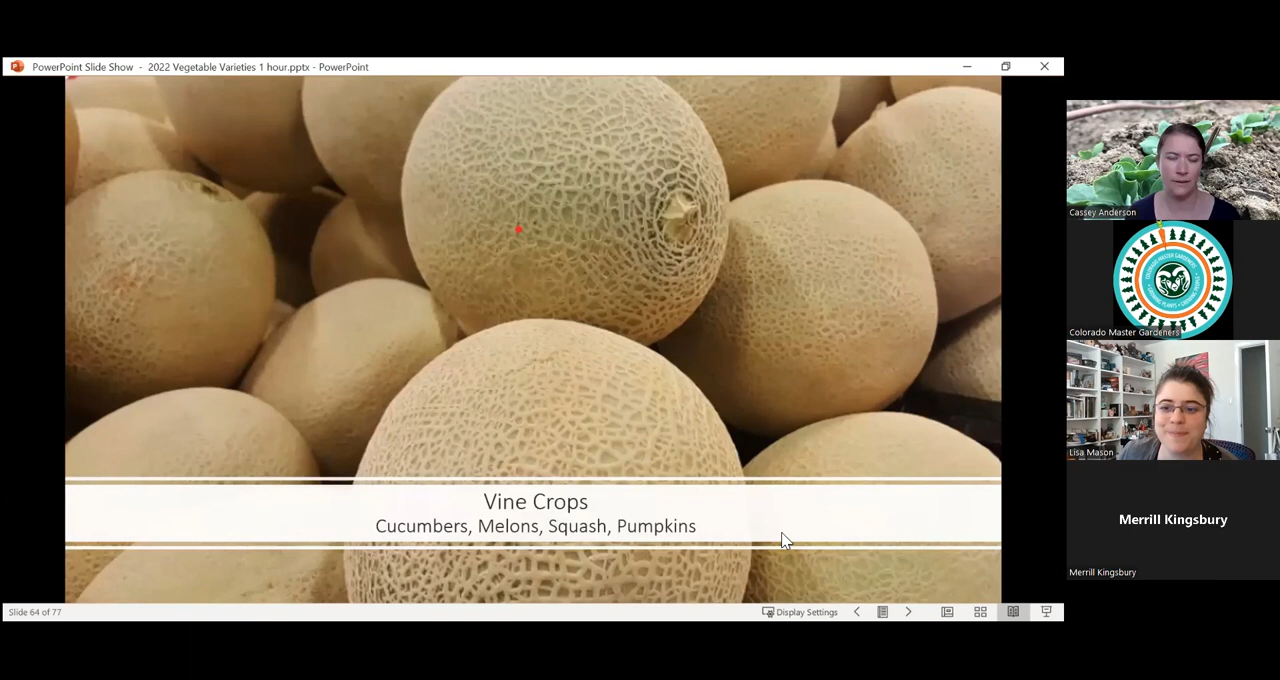 PowerPoint Slide Show - 2022 Vegetable Varieties 1 hour.pptx - PowerPoint
Cassey Anderson
Colorado Master Gardeners
Lisa Mason
Merrill Kingsbury
Merrill Kingsbury
Vine Crops
Cucumbers, Melons, Squash, Pumpkins
Slide 64 of 77
Display Settings